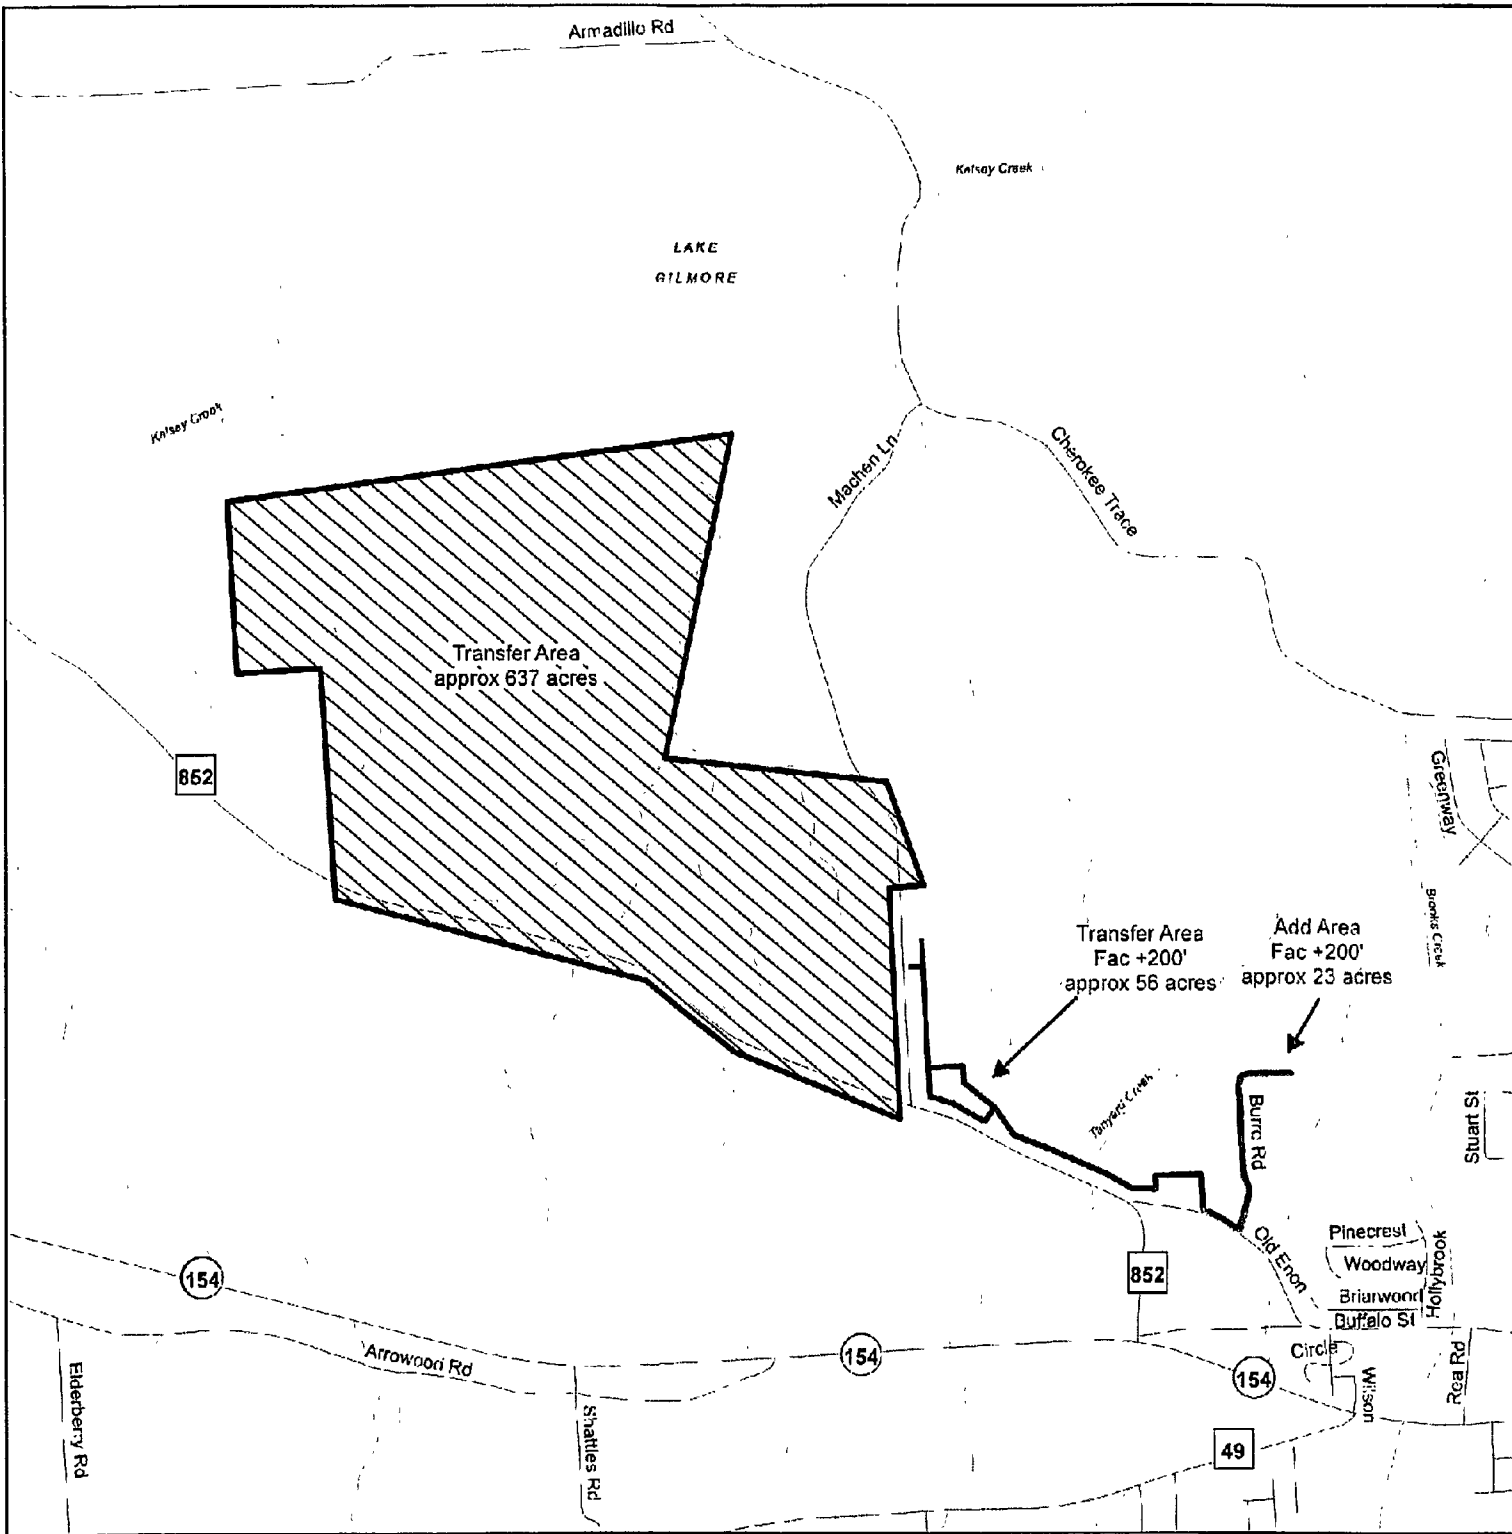 Armadillo Rd
Kelsey Creek
LAKE
GILMORE
Kelsey Creek
Machen Ln
Cherokee Trace
Transfer Area
approx 637 acres
852
Greenway
Brooks Creek
Transfer Area
Fac +200'
approx 56 acres
Add Area
Fac +200'
approx 23 acres
Tanyard Creek
Burro Rd
Stuart St
Old Enon
Pinecrest
Woodway
Hollybrook
Briarwood
Buffalo St
852
154
Arrowood Rd
154
Circle
154
Wilson
Rea Rd
Elderberry Rd
Shattles Rd
49